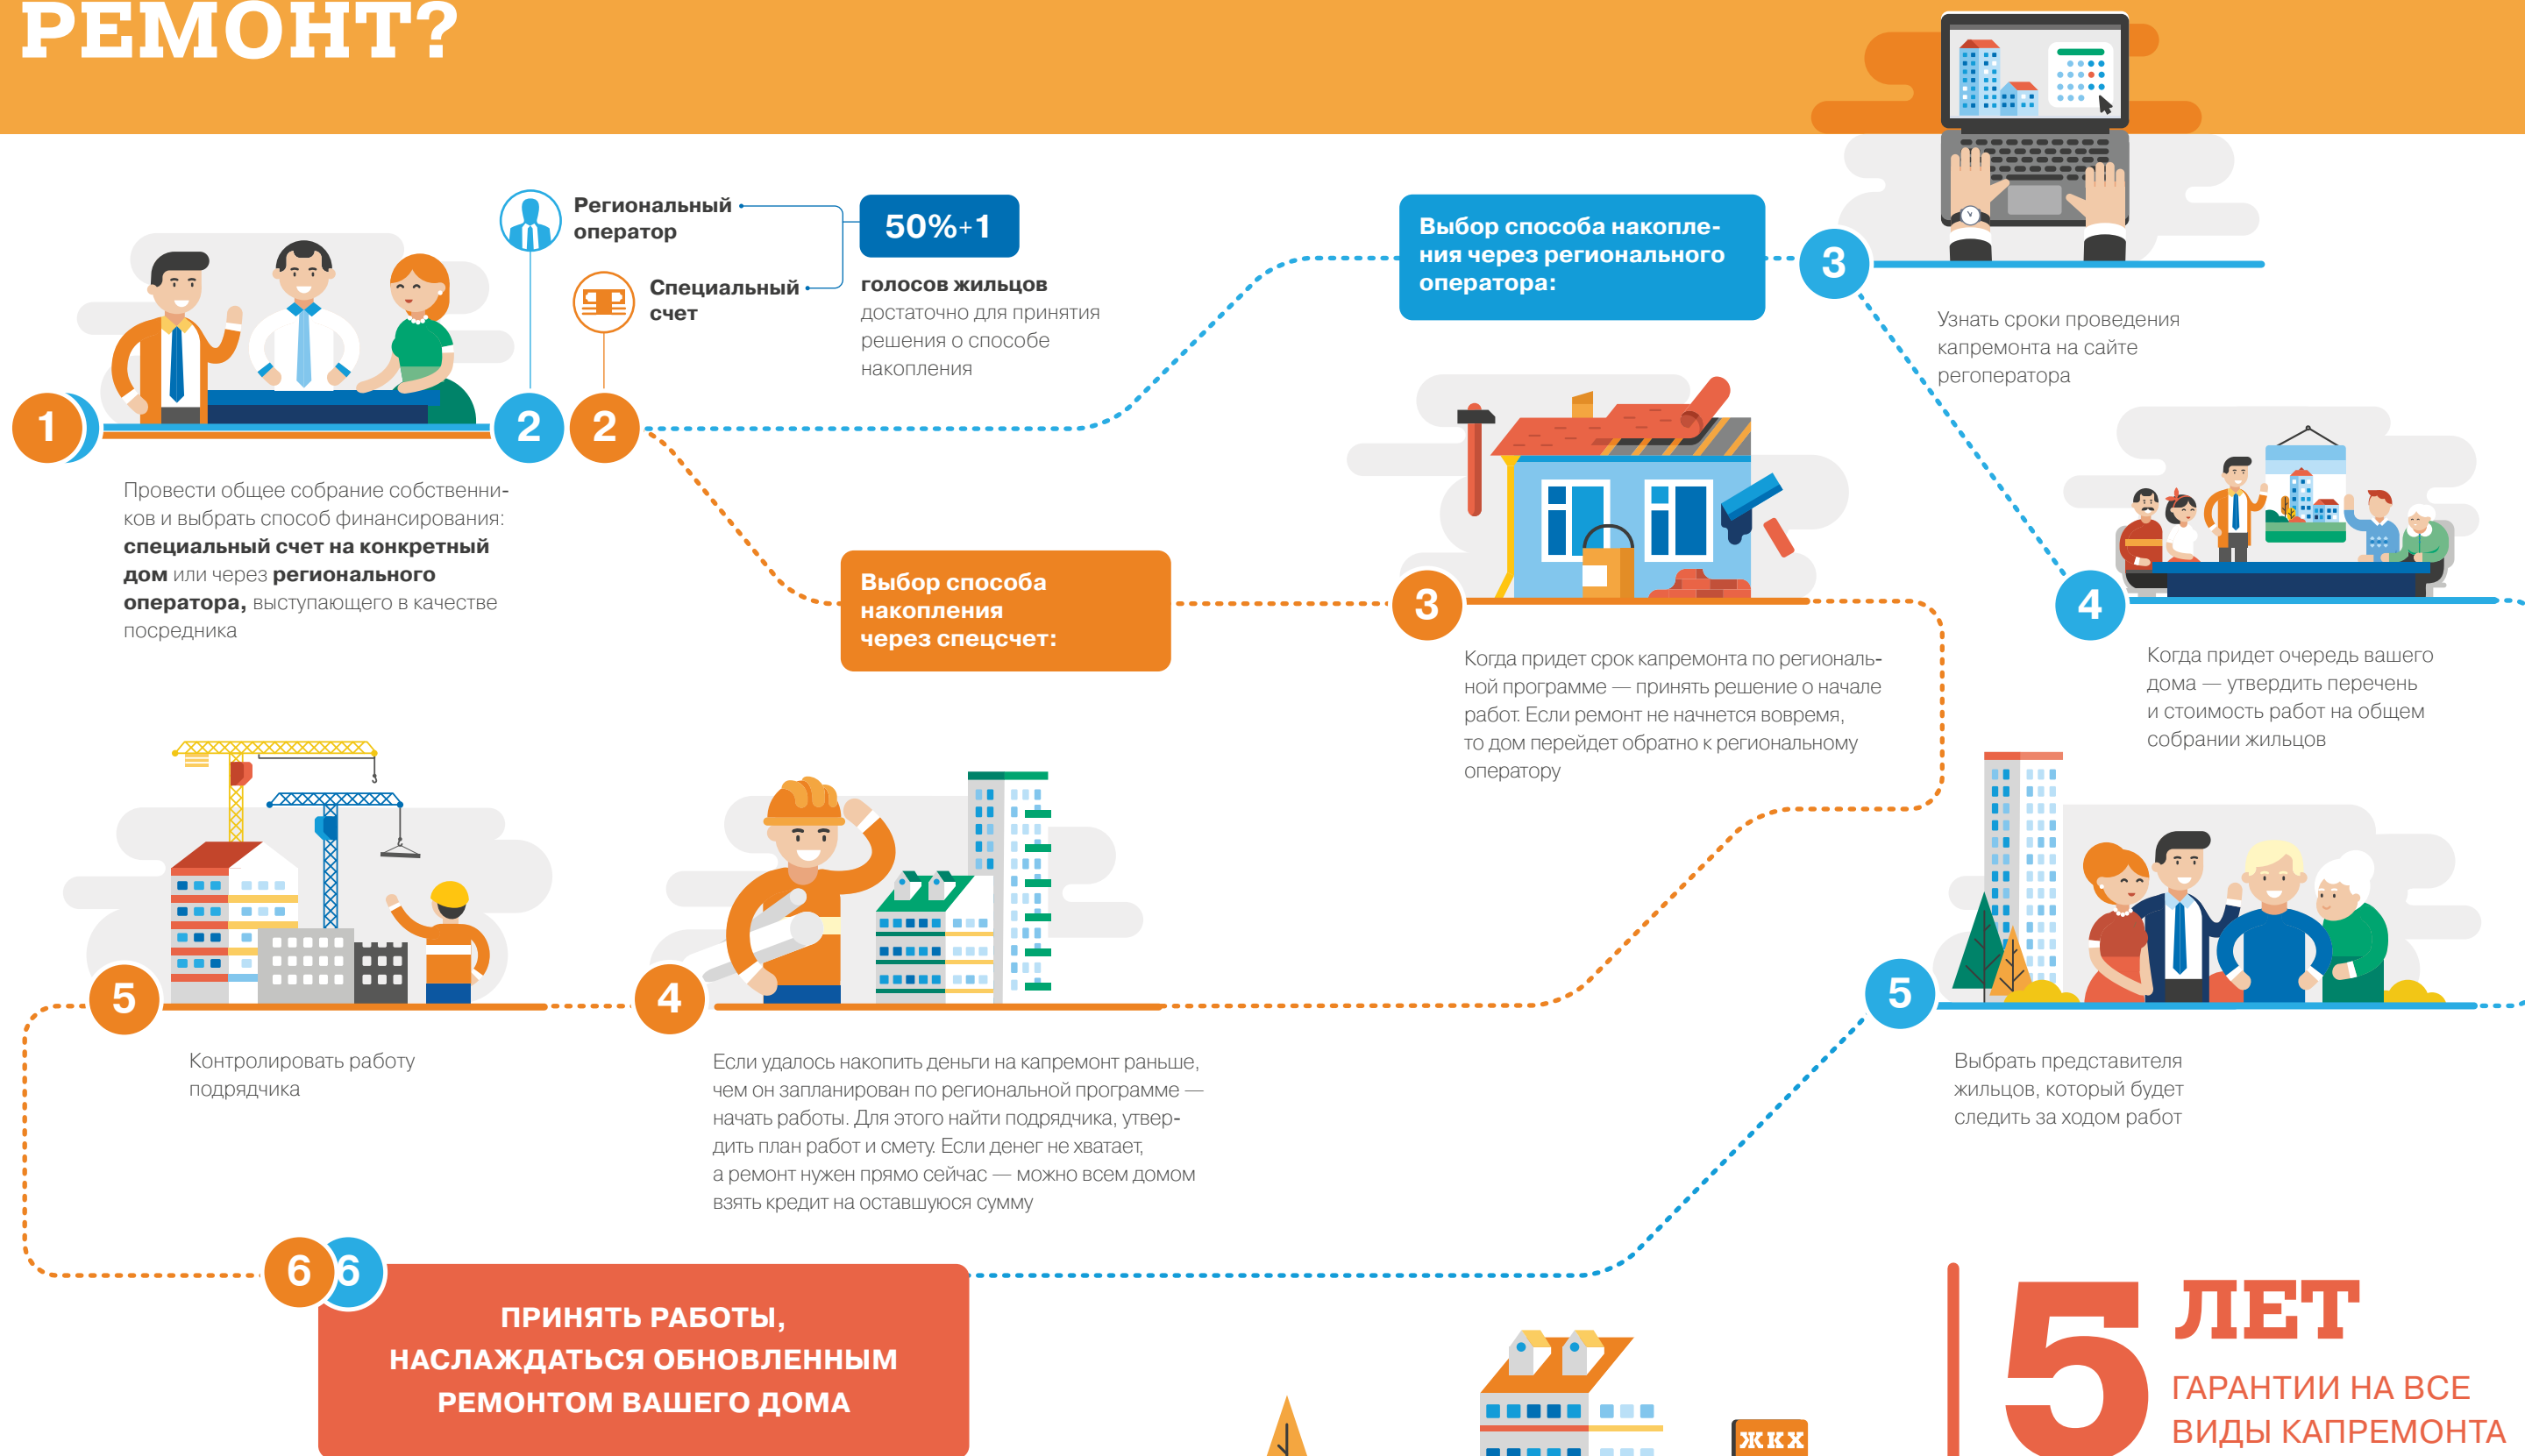 РЕМОНТ?
Региональный
оператор
Специальный
счет
50%+1
голосов жильцов
достаточно для принятия
решения о способе
накопления
1
2
2
Провести общее собрание собственни-
ков и выбрать способ финансирования:
специальный счет на конкретный
дом или через регионального
оператора, выступающего в качестве
посредника
Выбор способа накопле-
ния через регионального
оператора:
3
Узнать сроки проведения
капремонта на сайте
регоператора
4
Когда придет очередь вашего
дома — утвердить перечень
и стоимость работ на общем
собрании жильцов
5
Выбрать представителя
жильцов, который будет
следить за ходом работ
Выбор способа
накопления
через спецсчет:
3
Когда придет срок капремонта по региональ-
ной программе — принять решение о начале
работ. Если ремонт не начнется вовремя,
то дом перейдет обратно к региональному
оператору
4
Если удалось накопить деньги на капремонт раньше,
чем он запланирован по региональной программе —
начать работы. Для этого найти подрядчика, утвер-
дить план работ и смету. Если денег не хватает,
а ремонт нужен прямо сейчас — можно всем домом
взять кредит на оставшуюся сумму
5
Контролировать работу
подрядчика
6
6
ПРИНЯТЬ РАБОТЫ,
НАСЛАЖДАТЬСЯ ОБНОВЛЕННЫМ
РЕМОНТОМ ВАШЕГО ДОМА
ЖКХ
5 ЛЕТ
ГАРАНТИИ НА ВСЕ
ВИДЫ КАПРЕМОНТА